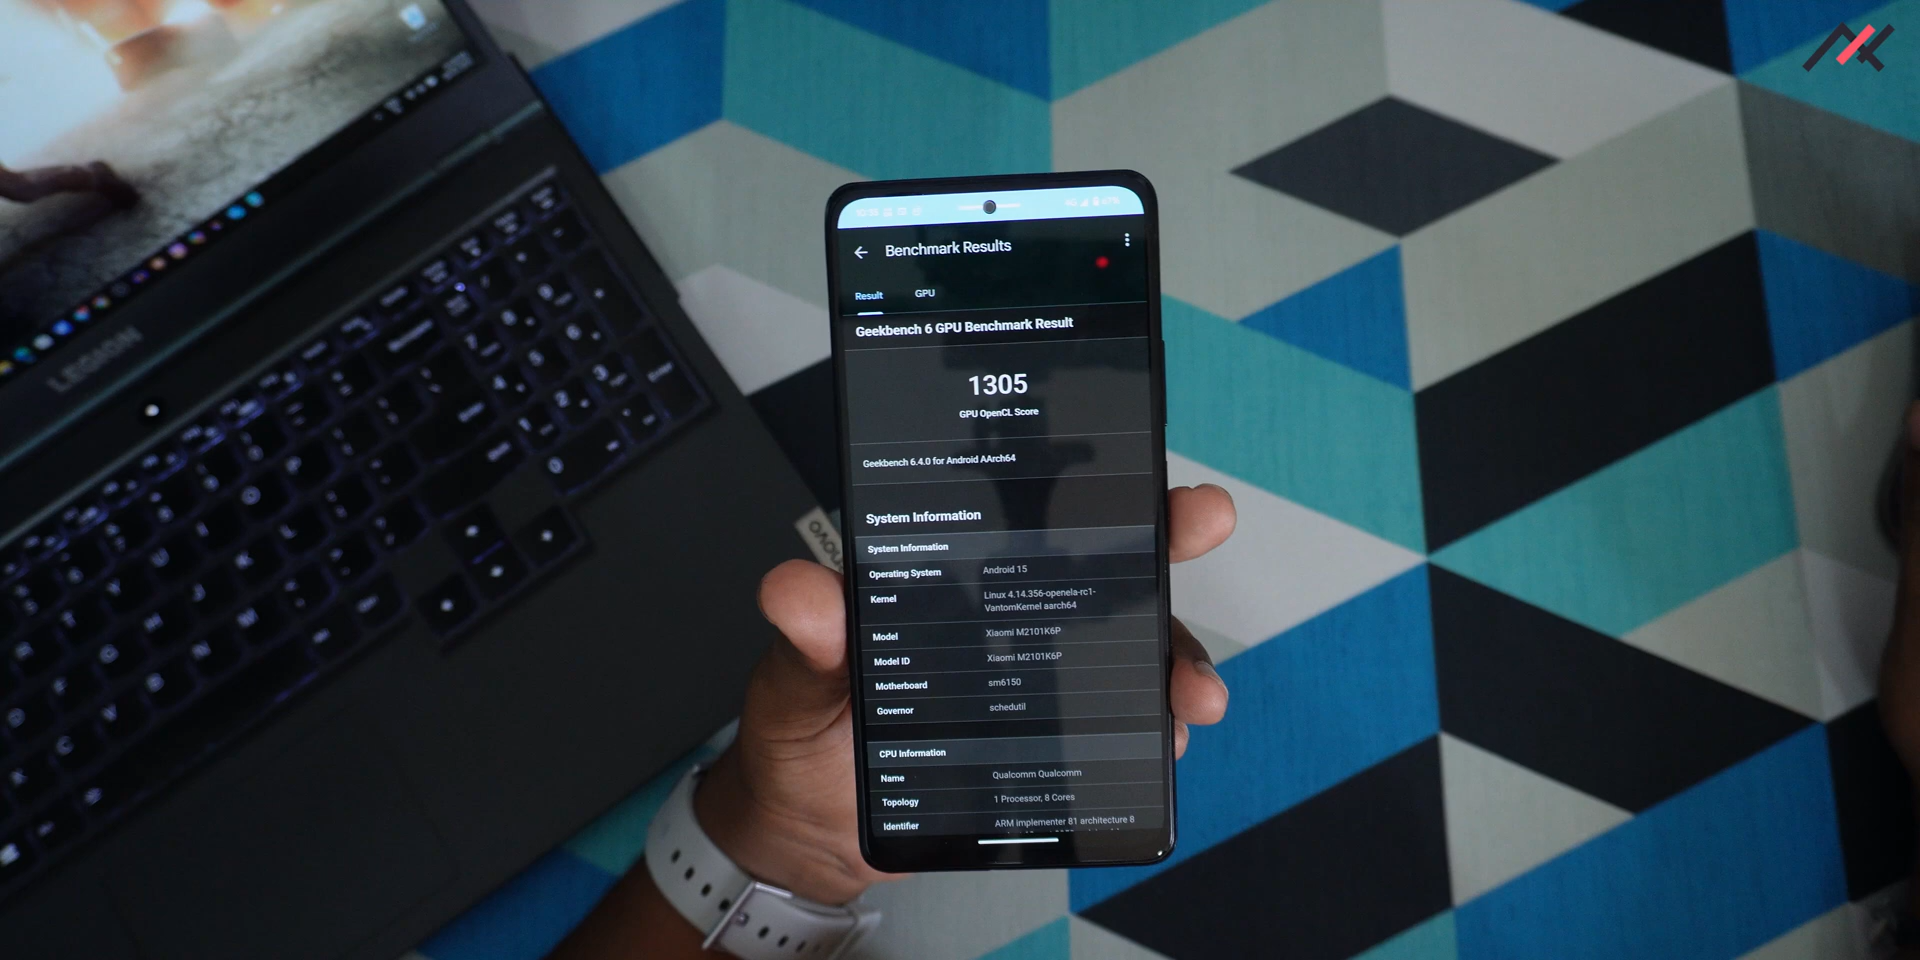 LEGION
Benchmark Results
Result GPU
Geekbench 6 GPU Benchmark Result
1305
GPU OpenCL Score
Geekbench 6.4.0 for Android AArch64
System Information
System Information
Operating System Android 15
Kernel Linux 4.14.356-openela-rc1-
VantomKernel aarch64
Model Xiaomi M2101K6P
Model ID Xiaomi M2101K6P
Motherboard sm6150
Governor schedutil
CPU Information
Name Qualcomm Qualcomm
Topology 1 Processor, 8 Cores
Identifier ARM implementer 81 architecture 8